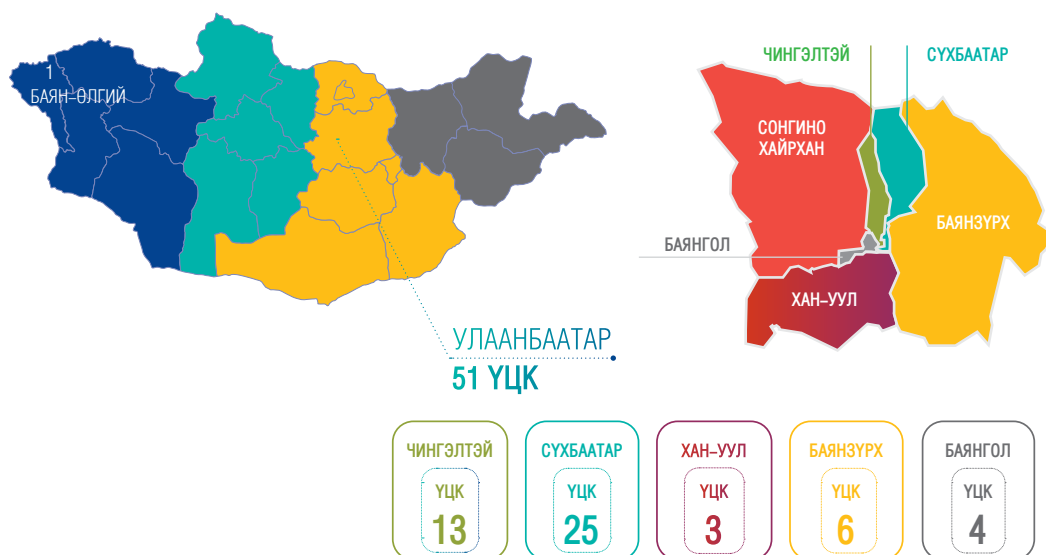 1
БАЯН-ӨЛГИЙ
УЛААНБААТАР
51 ҮЦК
ЧИНГЭЛТЭЙ
СҮХБААТАР
СОНГИНО
ХАЙРХАН
БАЯНЗҮРХ
БАЯНГОЛ
ХАН-УУЛ
ЧИНГЭЛТЭЙ
ҮЦК
13
СҮХБААТАР
ҮЦК
25
ХАН-УУЛ
ҮЦК
3
БАЯНЗҮРХ
ҮЦК
6
БАЯНГОЛ
ҮЦК
4